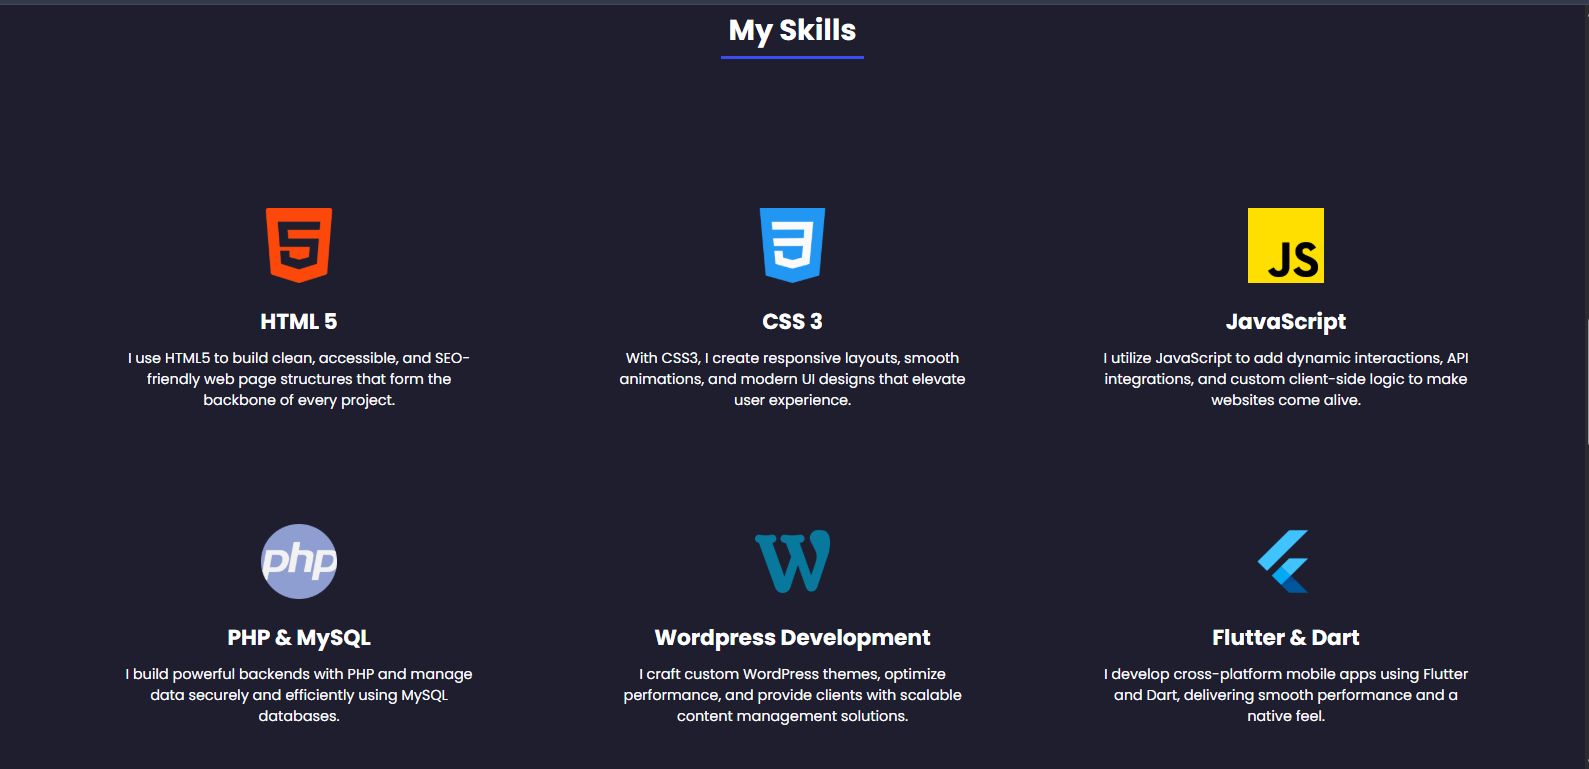 My Skills
HTML 5
I use HTML5 to build clean, accessible, and SEO-
friendly web page structures that form the
backbone of every project.
CSS 3
With CSS3, I create responsive layouts, smooth
animations, and modern UI designs that elevate
user experience.
JS
JavaScript
I utilize JavaScript to add dynamic interactions, API
integrations, and custom client-side logic to make
websites come alive.
php
PHP & MySQL
I build powerful backends with PHP and manage
data securely and efficiently using MySQL
databases.
W
Wordpress Development
I craft custom WordPress themes, optimize
performance, and provide clients with scalable
content management solutions.
Flutter & Dart
I develop cross-platform mobile apps using Flutter
and Dart, delivering smooth performance and a
native feel.